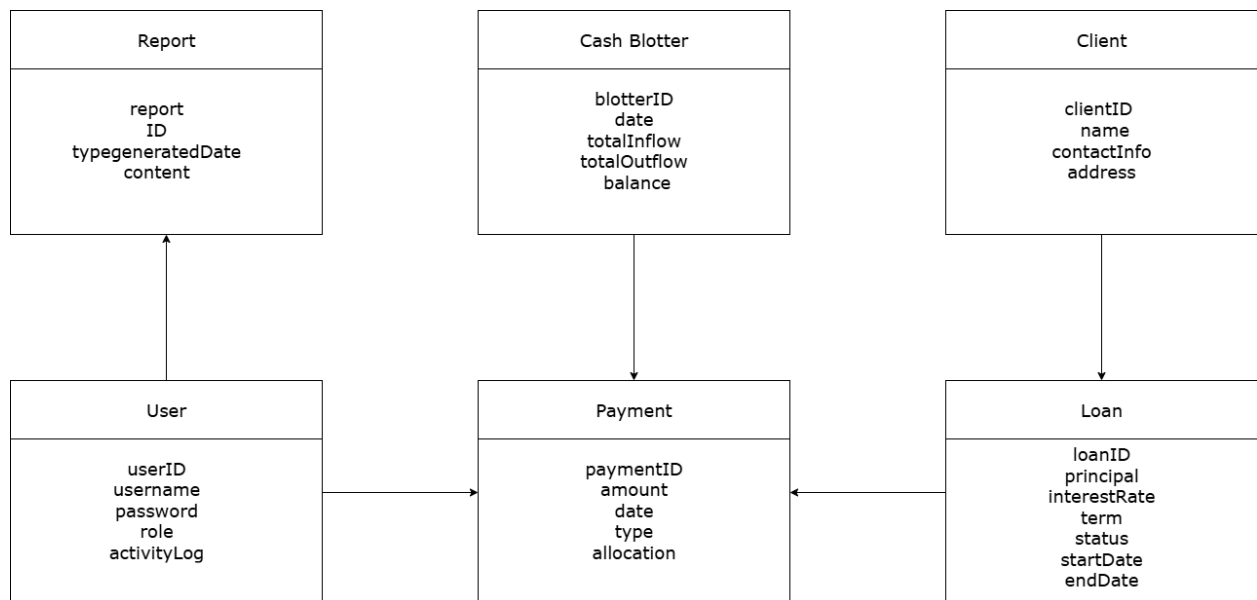 Report
report
ID
typegeneratedDate
content
Cash Blotter
blotterID
date
totalInflow
totalOutflow
balance
Client
clientID
name
contactInfo
address
User
userID
username
password
role
activityLog
Payment
paymentID
amount
date
type
allocation
Loan
loanID
principal
interestRate
term
status
startDate
endDate